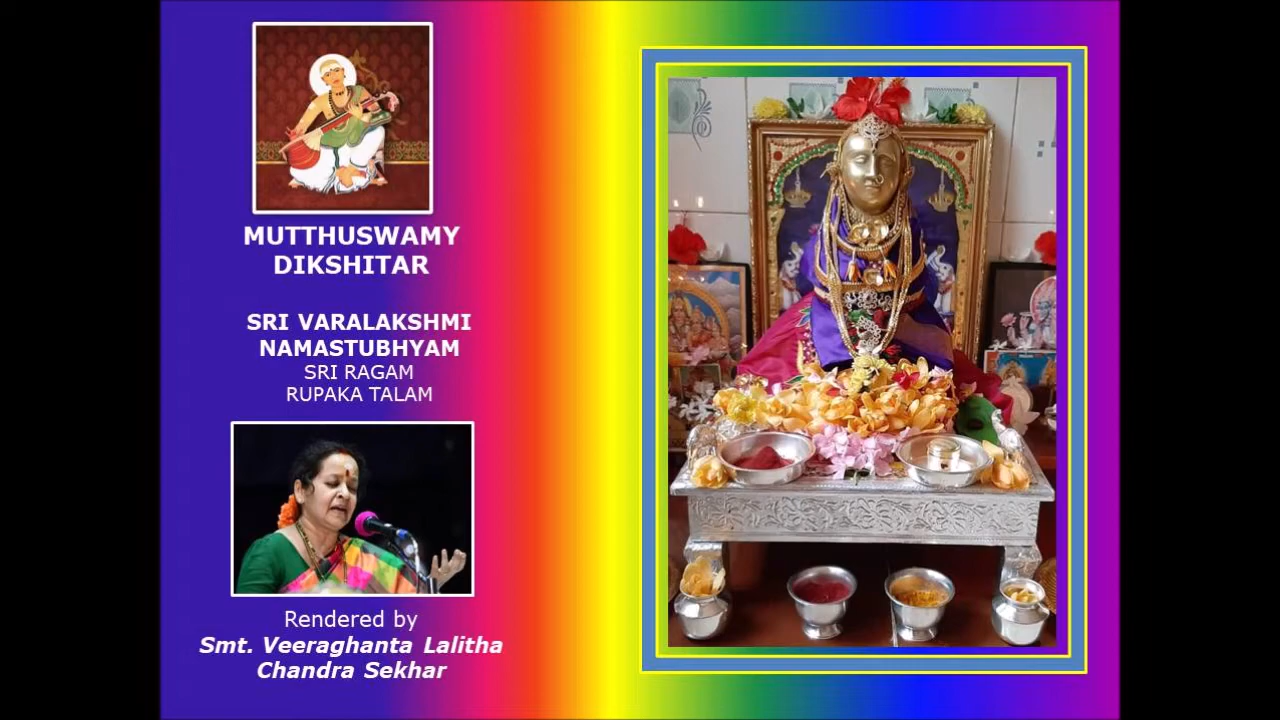 MUTTHUSWAMY
DIKSHITAR
SRI VARALAKSHMI
NAMASTUBHYAM
SRI RAGAM
RUPAKA TALAM
Rendered by
Smt. Veeraghanta Lalitha
Chandra Sekhar